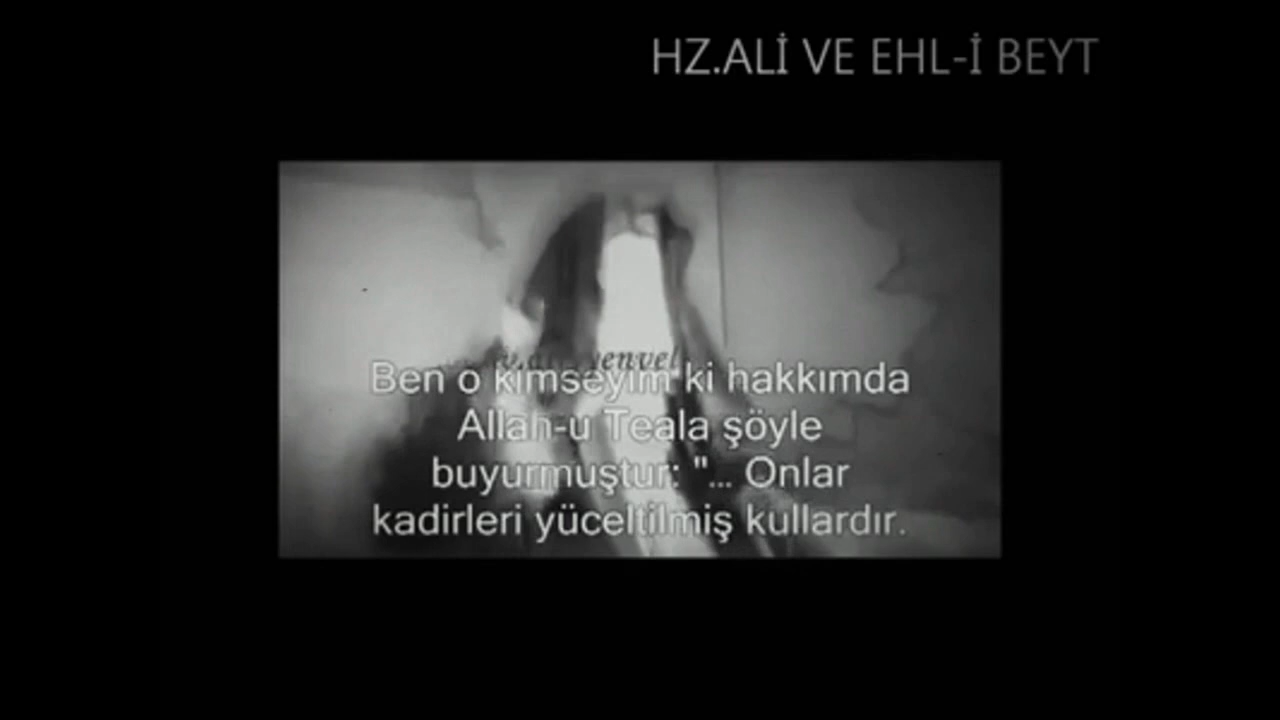 HZ.ALİ VE EHL-İ BEYT
Ben o kimseyim ki hakkımda
Allah-u Teala şöyle
buyurmuştur: "... Onlar
kadirleri yüceltilmiş kullardır.